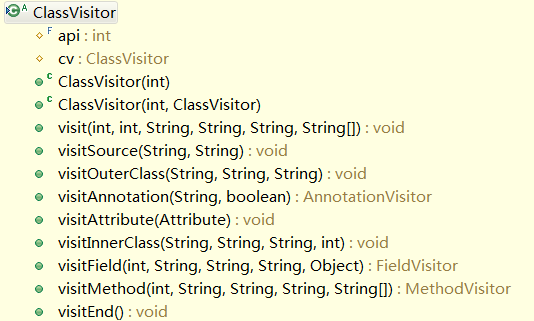 ClassVisitor
api : int
cv : ClassVisitor
ClassVisitor(int)
ClassVisitor(int, ClassVisitor)
visit(int, int, String, String, String, String[]) : void
visitSource(String, String) : void
visitOuterClass(String, String, String) : void
visitAnnotation(String, boolean) : AnnotationVisitor
visitAttribute(Attribute) : void
visitInnerClass(String, String, String, int) : void
visitField(int, String, String, String, Object) : FieldVisitor
visitMethod(int, String, String, String, String[]) : MethodVisitor
visitEnd() : void